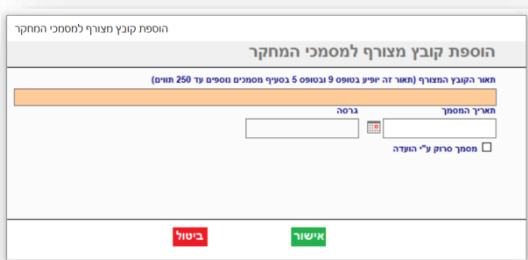 הוספת קובץ מצורף למסמכי המחקר
הוספת קובץ מצורף למסמכי המחקר
תאור הקובץ המצורף (תאור זה יופיע בטופס 9 ובטופס 5 בסעיף מסמכים נוספים עד 250 תווים)
תאריך המסמך גרסה
מסמך סרוק ע"י הועדה
אישור ביטול